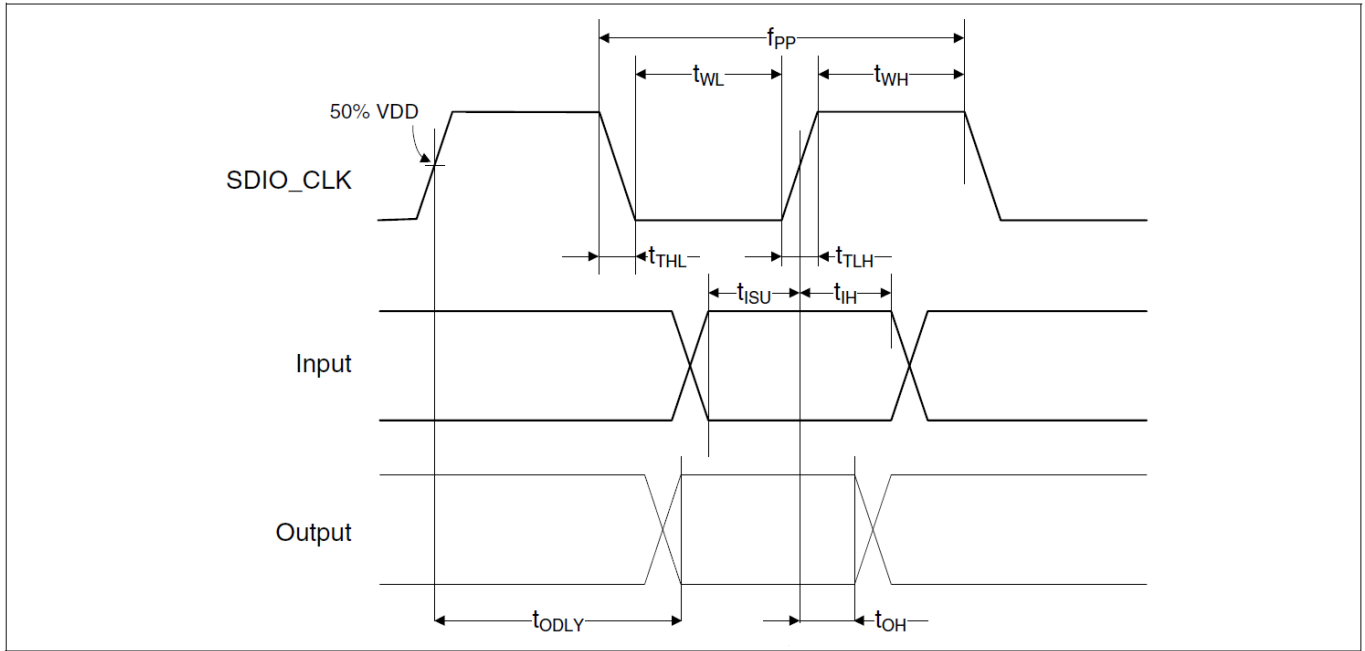 fPP
tWL
tWH
50% VDD
SDIO_CLK
tTHL
tTLH
tISU
tIH
Input
Output
tODLY
tOH